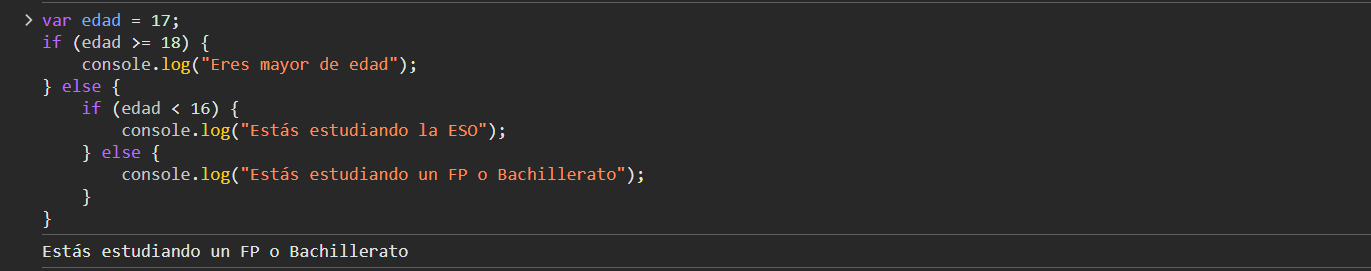 var edad = 17;
if (edad >= 18) {
    console.log("Eres mayor de edad");
} else {
    if (edad < 16) {
        console.log("Estás estudiando la ESO");
    } else {
        console.log("Estás estudiando un FP o Bachillerato");
    }
}
Estás estudiando un FP o Bachillerato